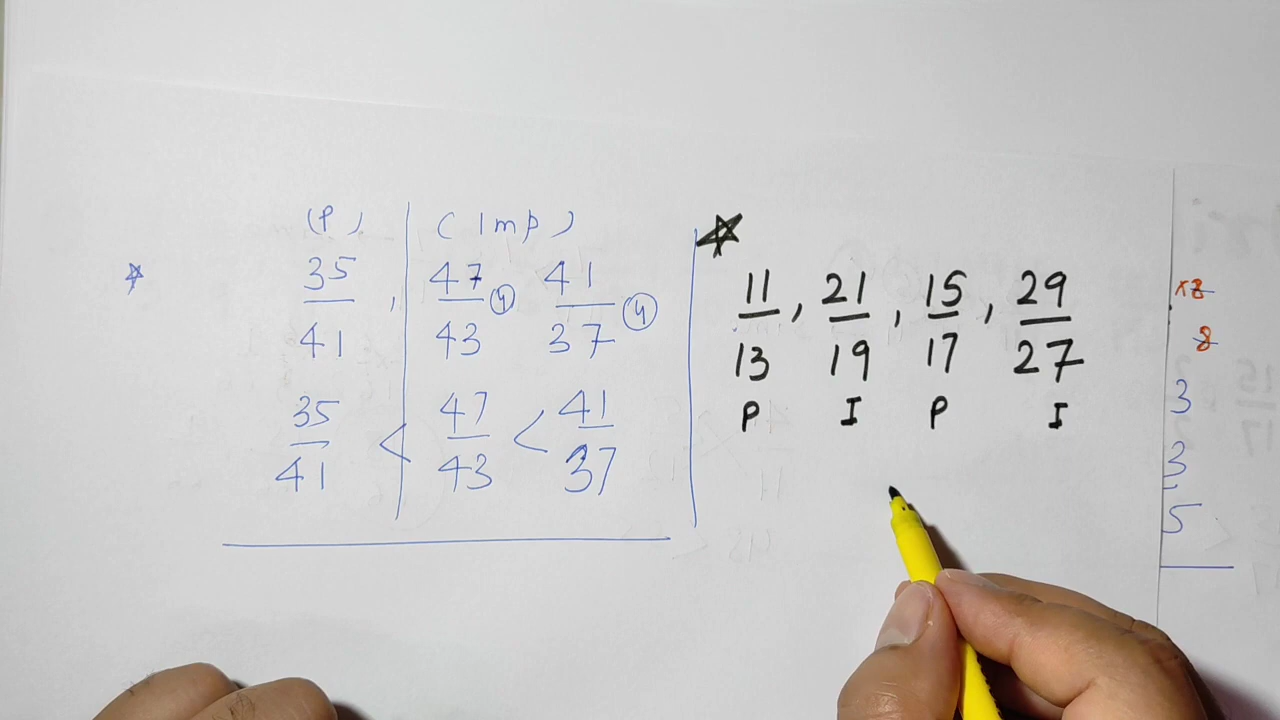 (P), (Imp)
35/41 , 47/43 ④ 41/37 ④
35/41 < 47/43 < 41/37
11/13 , 21/19 , 15/17 , 29/27
P I P I
3
3
5